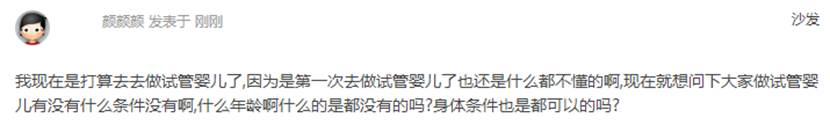 颜颜颜 发表于 刚刚
沙发
我现在是打算去去做试管婴儿了,因为是第一次去做试管婴儿了也还是什么都不懂的啊,现在就想问下大家做试管婴
儿有没有什么条件没有啊,什么年龄啊什么的是都没有的吗?身体条件也是都可以的吗?